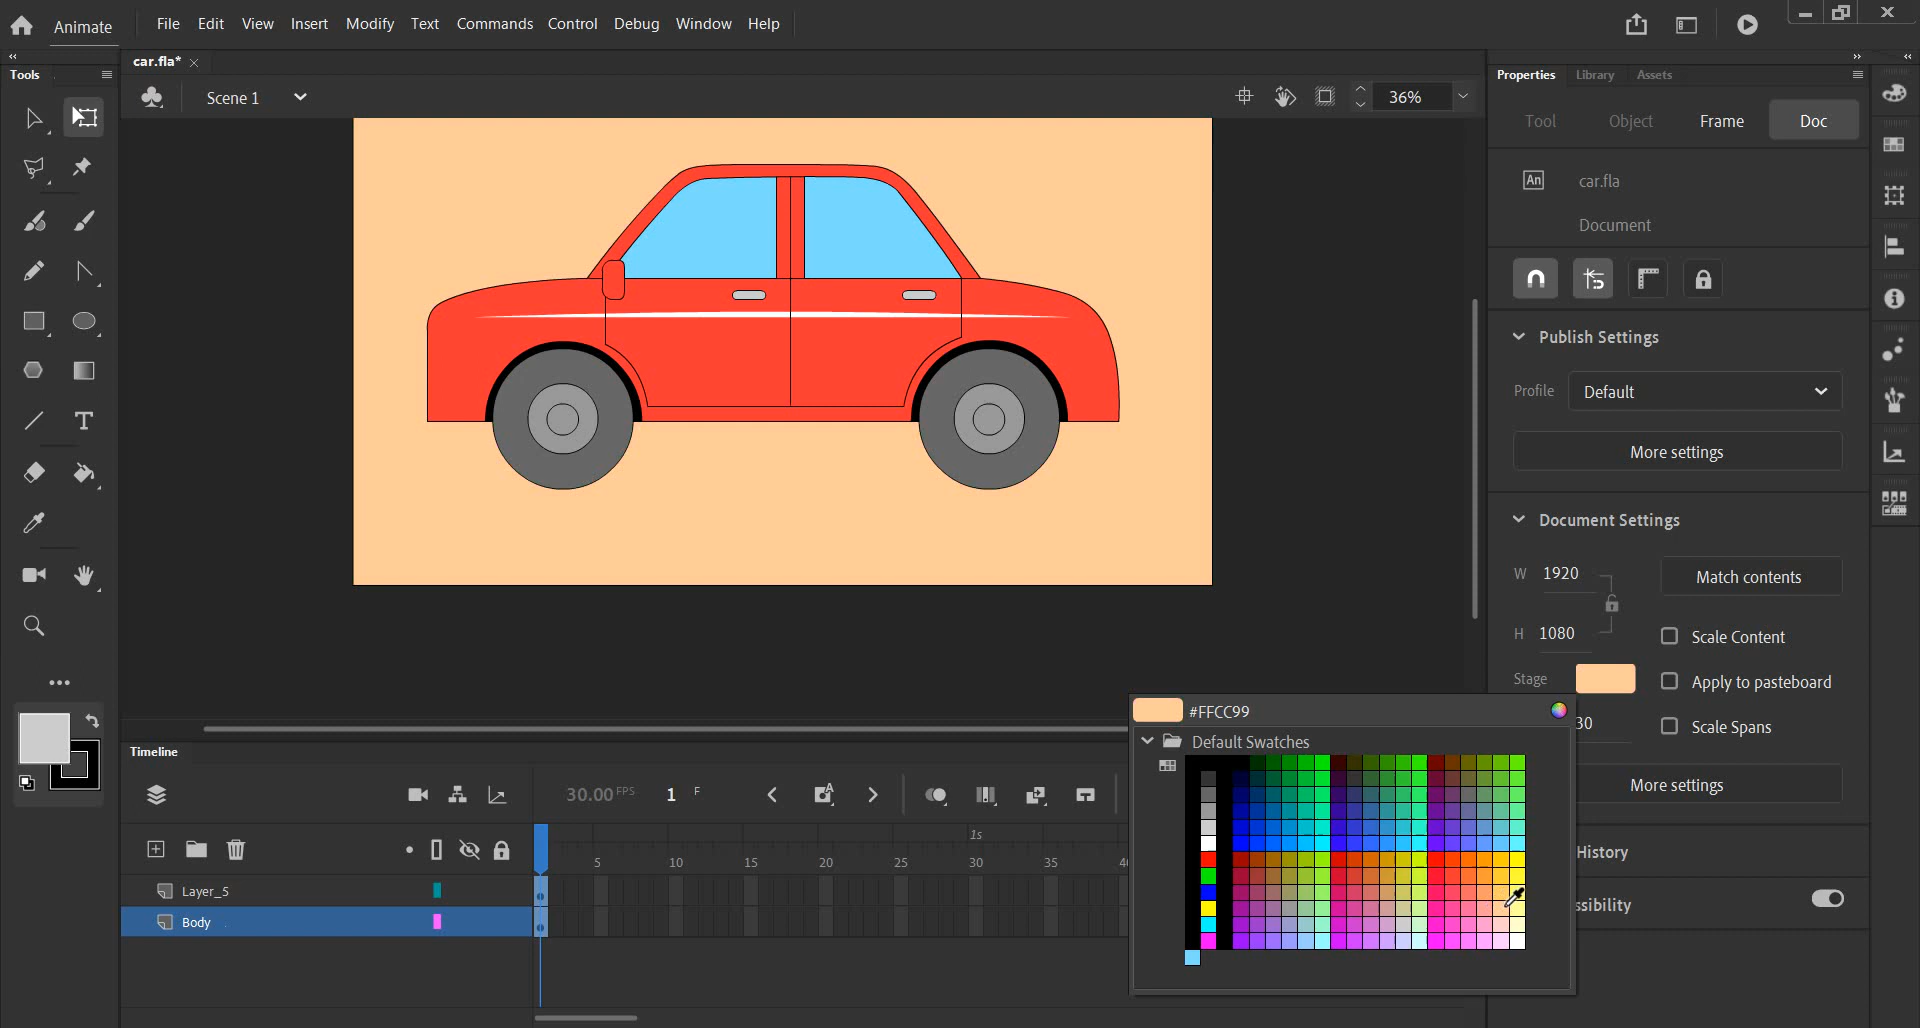 Animate
File Edit View Insert Modify Text Commands Control Debug Window Help
Tools
car.fla*
Properties Library Assets
Scene 1
36%
Tool Object Frame Doc
An car.fla
Document
Publish Settings
Profile Default
More settings
Document Settings
W 1920
Match contents
H 1080
Scale Content
Stage
Apply to pasteboard
30
Scale Spans
#FFCC99
Default Swatches
More settings
History
ssibility
T
Timeline
30.00 FPS 1 F
A
1s
5 10 15 20 25 30 35 4
Layer_5
Body